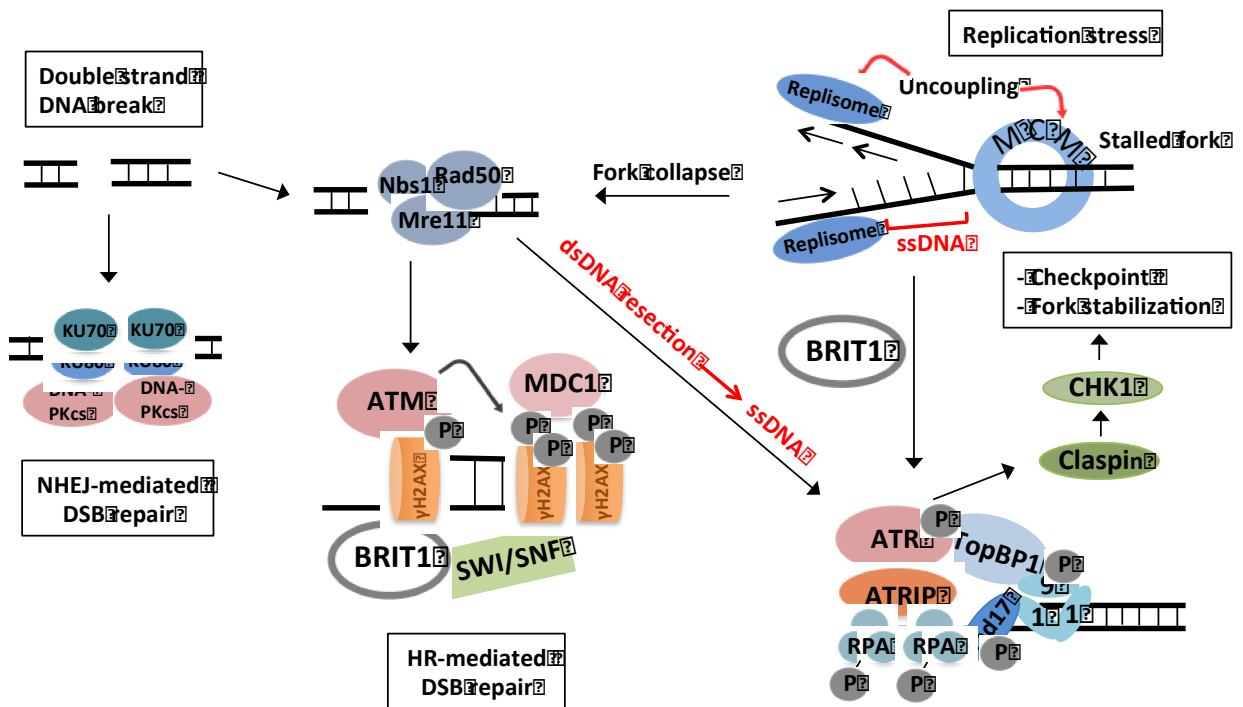 Double strand
DNA break
Replication stress
Uncoupling
Replisome
MCM
Stalled fork
Nbs1
Rad50
Mre11
Fork collapse
Replisome
ssDNA
- Checkpoint
- Fork stabilization
dsDNA resection
ssDNA
BRIT1
KU70
KU70
KU80
KU80
DNA-
PKcs
DNA-
PKcs
NHEJ-mediated
DSB repair
ATM
P
MDC1
P
P
P
P
γH2AX
γH2AX
γH2AX
BRIT1
SWI/SNF
HR-mediated
DSB repair
CHK1
Claspin
ATR
P
TopBP1
P
ATRIP
9
1
1
RPA
RPA
d17
P
P
P